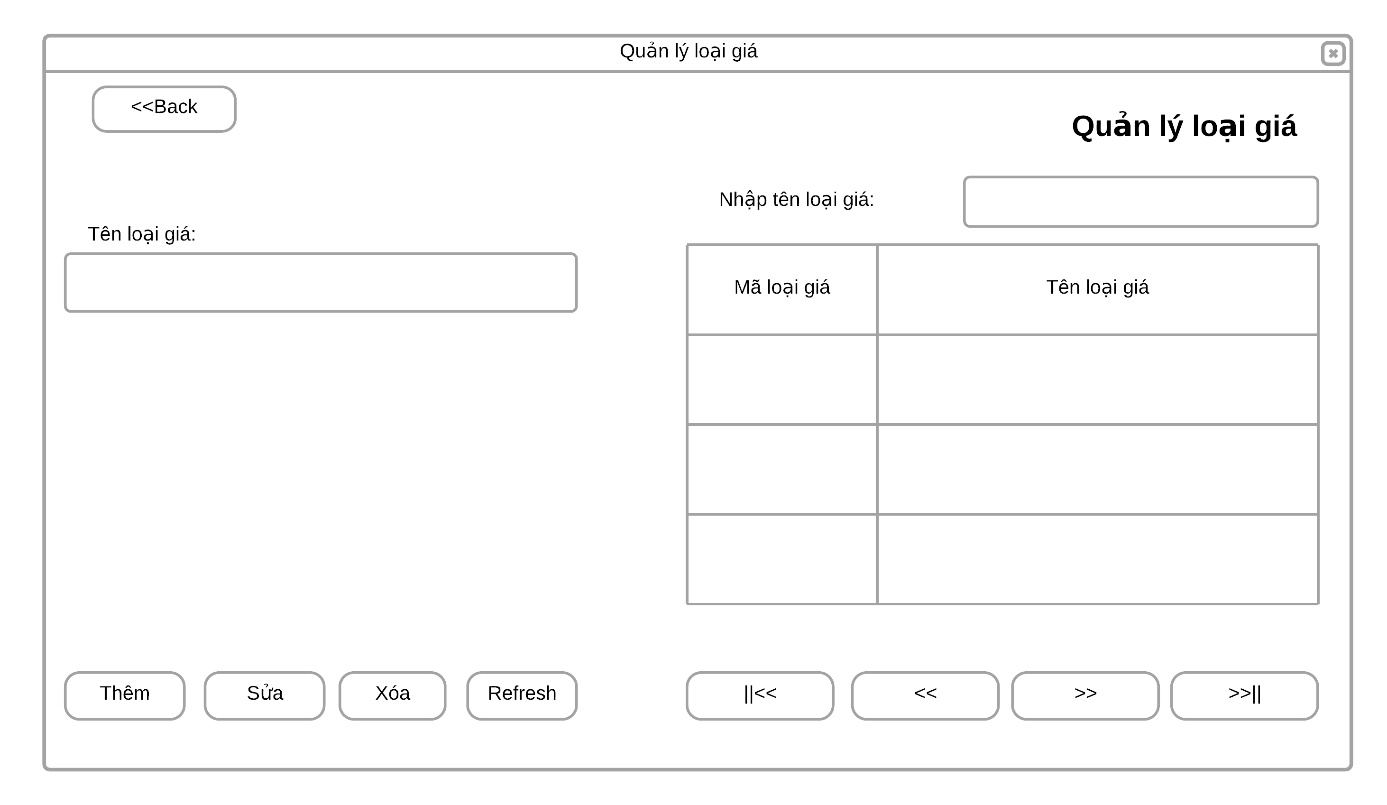 Quản lý loại giá
<<Back
Quản lý loại giá
Nhập tên loại giá:
Tên loại giá:
Mã loại giá
Tên loại giá
Thêm
Sửa
Xóa
Refresh
||<<
<<
>>
>>||